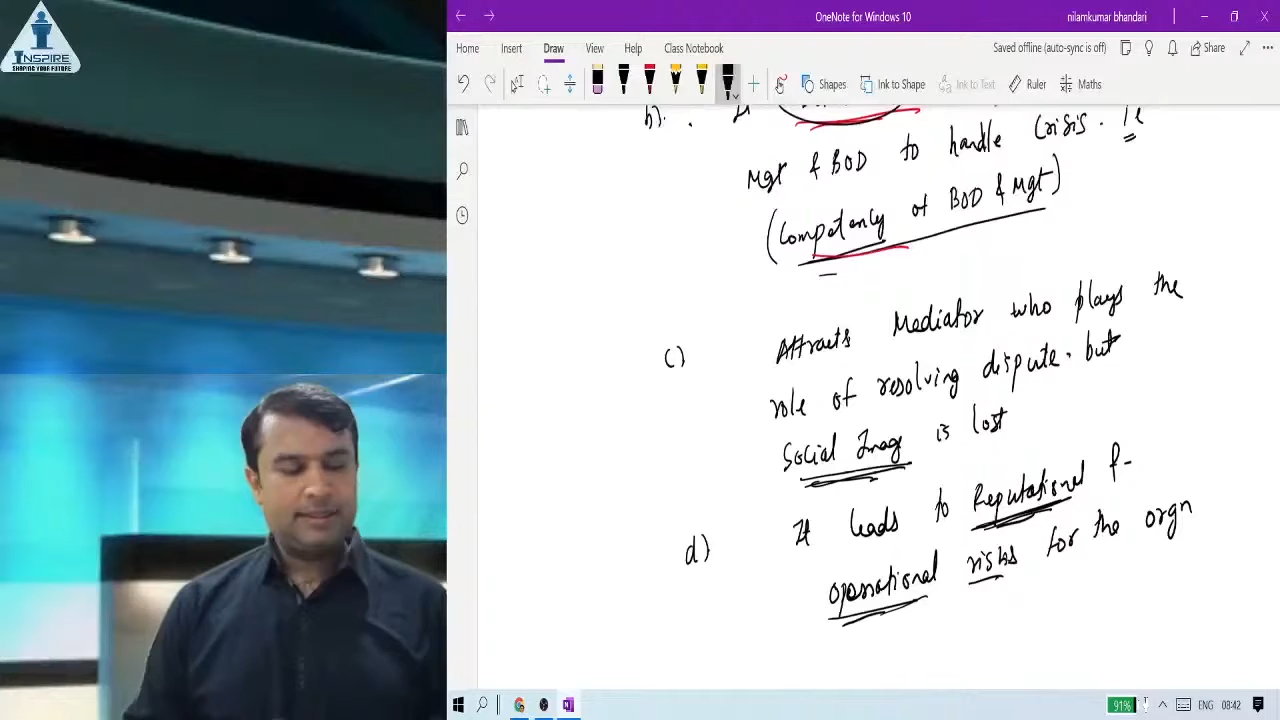 INSPIRE
SHAPING YOUR FUTURE
OneNote for Windows 10
nilamkumar bhandari
Home Insert Draw View Help Class Notebook
Saved offline (auto-sync is off)
Share
Shapes Ink to Shape Ink to Text Ruler Maths
b).
Mgt & BOD to handle Crisis. Ie
(Competency of BOD & Mgt)
c) Attracts Mediator who plays the
role of resolving dispute. but
Social Image is lost
d) It leads to Reputational &
operational risks for the orgn
91% ENG 08:42